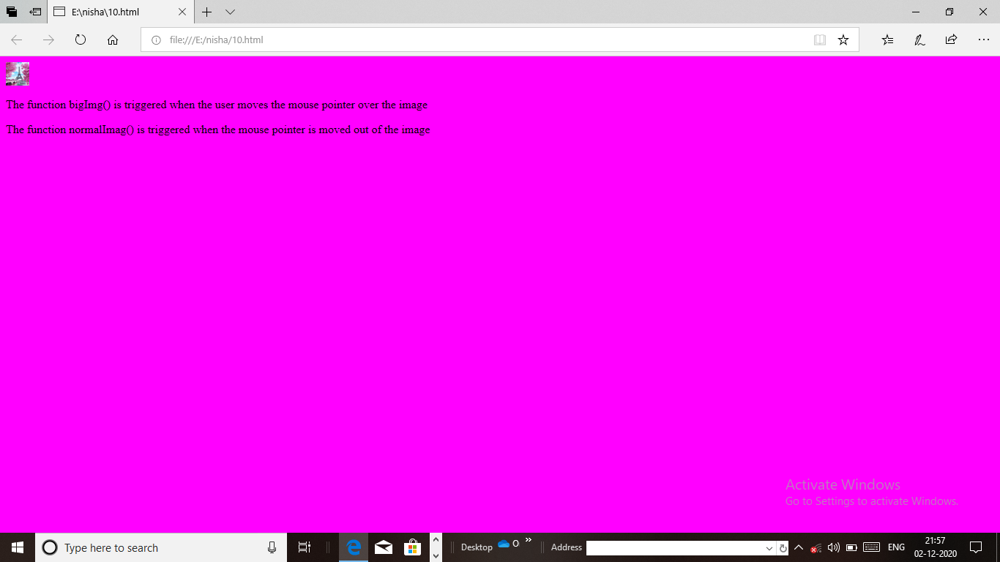 E:\nisha\10.html
file:///E:/nisha/10.html
The function bigImg() is triggered when the user moves the mouse pointer over the image
The function normalImag() is triggered when the mouse pointer is moved out of the image
Activate Windows
Go to Settings to activate Windows.
Type here to search
Desktop
O
Address
ENG
21:57
02-12-2020